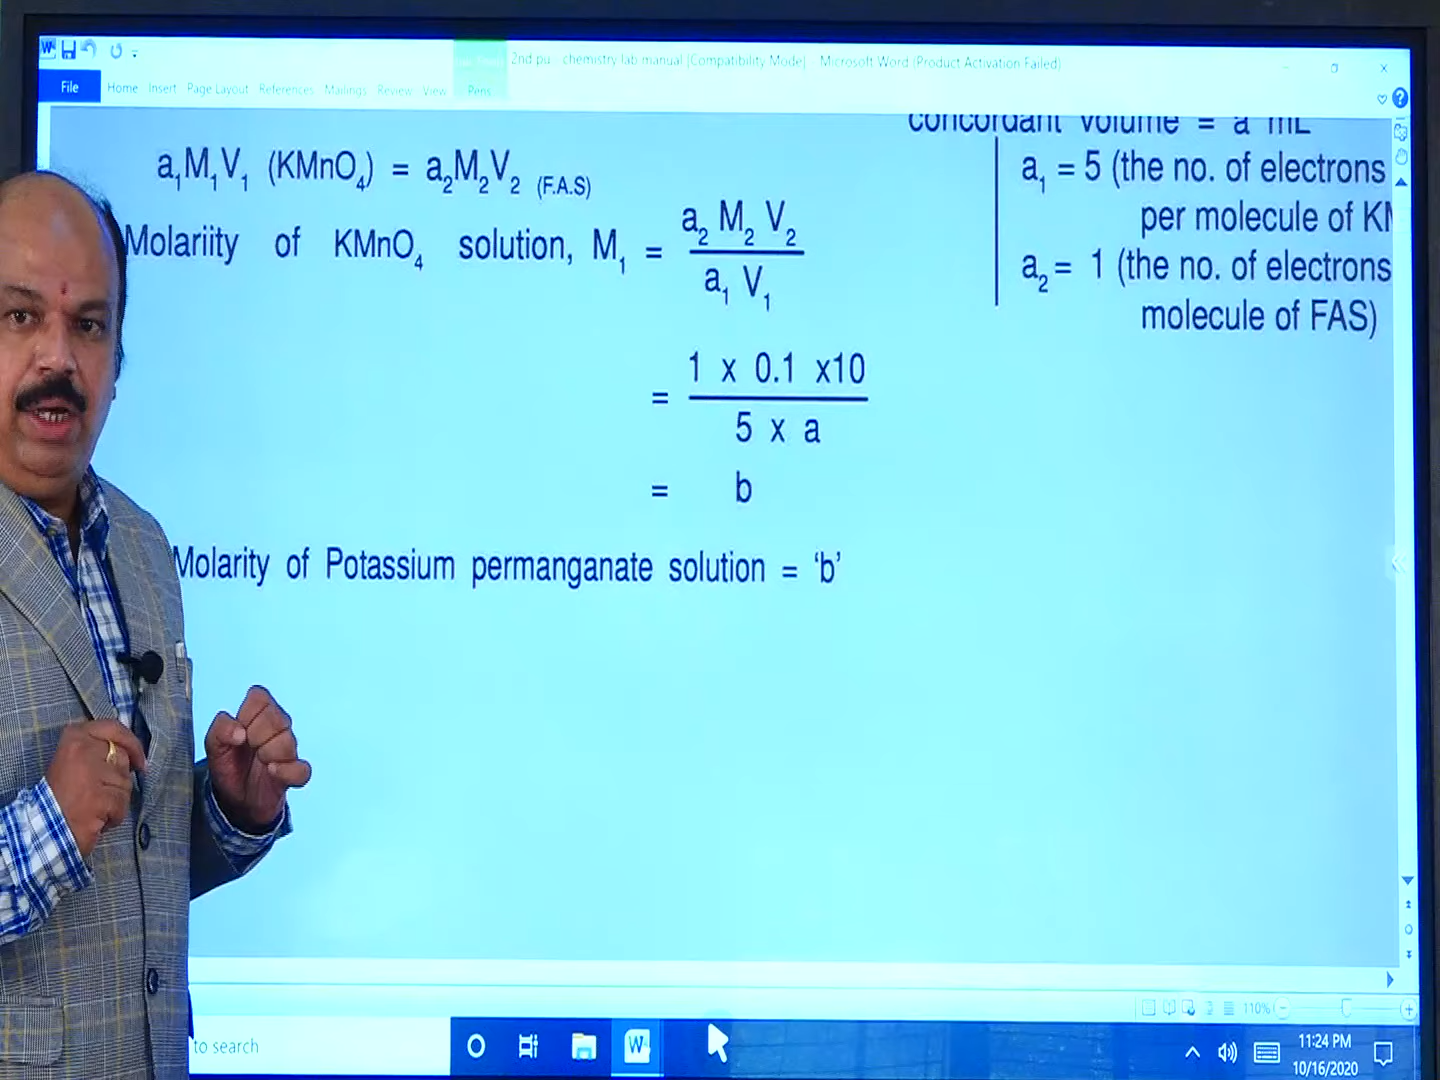 2nd pu - chemistry lab manual [Compatibility Mode] - Microsoft Word (Product Activation Failed)
File Home Insert Page Layout References Mailings Review View Pens
concordant volume = a mL
a₁M₁V₁ (KMnO₄) = a₂M₂V₂ (F.A.S)
a₁ = 5 (the no. of electrons
per molecule of KM
Molariity of KMnO₄ solution, M₁ = a₂ M₂ V₂ / a₁ V₁
a₂ = 1 (the no. of electrons
molecule of FAS)
= 1 x 0.1 x10 / 5 x a
= b
Molarity of Potassium permanganate solution = ‘b’
110%
to search
11:24 PM
10/16/2020